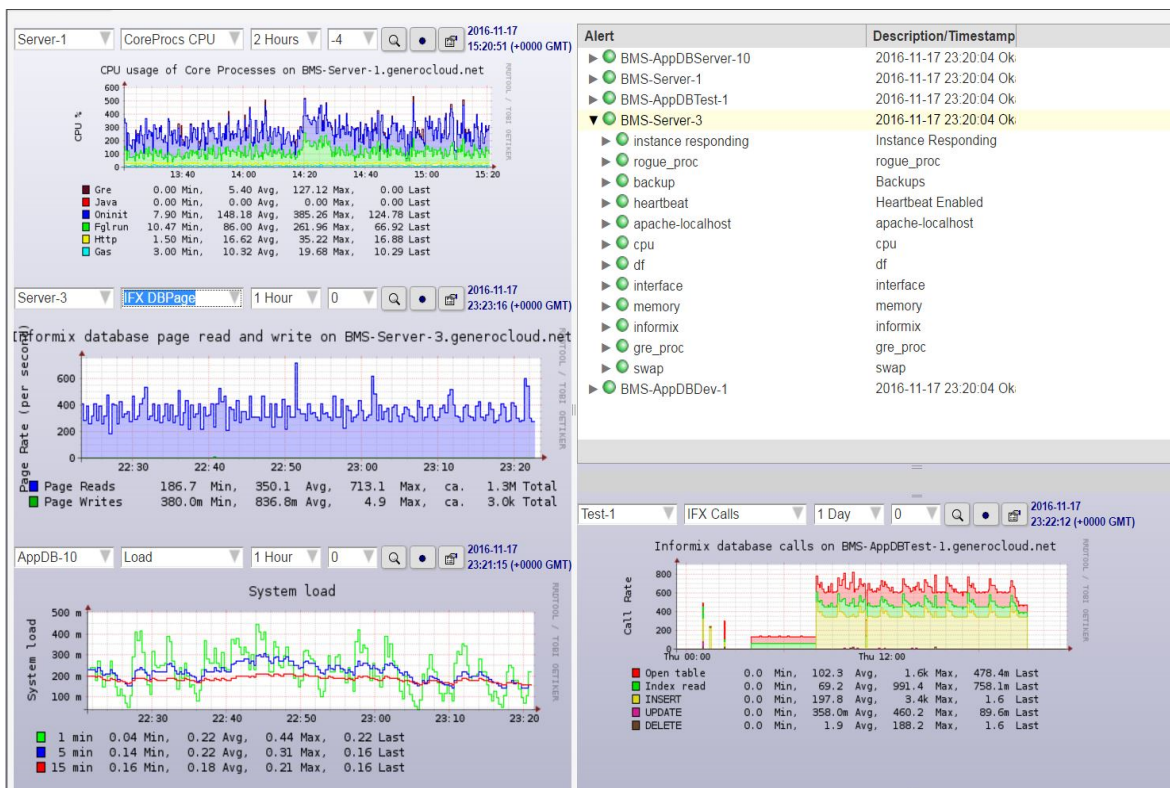 Server-1 CoreProcs CPU 2 Hours -4 2016-11-17
15:20:51 (+0000 GMT)
CPU usage of Core Processes on BMS-Server-1.generocloud.net
RRDTOOL / TOBI OETIKER
CPU %
600
500
400
300
200
100
0
13:40 14:00 14:20 14:40 15:00 15:20
Gre 0.00 Min, 5.40 Avg, 127.12 Max, 0.00 Last
Java 0.00 Min, 0.00 Avg, 0.00 Max, 0.00 Last
Oninit 7.90 Min, 148.18 Avg, 385.26 Max, 124.78 Last
Fglrun 10.47 Min, 86.00 Avg, 261.96 Max, 66.92 Last
Http 1.50 Min, 16.62 Avg, 35.22 Max, 16.88 Last
Gas 3.00 Min, 10.32 Avg, 19.68 Max, 10.29 Last
Server-3 IFX DBPage 1 Hour 0 2016-11-17
23:23:16 (+0000 GMT)
Informix database page read and write on BMS-Server-3.generocloud.net
RRDTOOL / TOBI OETIKER
Page Rate (per second)
600
400
200
0
22:30 22:40 22:50 23:00 23:10 23:20
Page Reads 186.7 Min, 350.1 Avg, 713.1 Max, ca. 1.3M Total
Page Writes 380.0m Min, 836.8m Avg, 4.9 Max, ca. 3.0k Total
AppDB-10 Load 1 Hour 0 2016-11-17
23:21:15 (+0000 GMT)
System load
RRDTOOL / TOBI OETIKER
System load
500 m
400 m
300 m
200 m
100 m
22:30 22:40 22:50 23:00 23:10 23:20
1 min 0.04 Min, 0.22 Avg, 0.44 Max, 0.22 Last
5 min 0.14 Min, 0.22 Avg, 0.31 Max, 0.16 Last
15 min 0.16 Min, 0.18 Avg, 0.21 Max, 0.16 Last
Alert Description/Timestamp
BMS-AppDBServer-10 2016-11-17 23:20:04 Ok
BMS-Server-1 2016-11-17 23:20:04 Ok
BMS-AppDBTest-1 2016-11-17 23:20:04 Ok
BMS-Server-3 2016-11-17 23:20:04 Ok
instance responding Instance Responding
rogue_proc rogue_proc
backup Backups
heartbeat Heartbeat Enabled
apache-localhost apache-localhost
cpu cpu
df df
interface interface
memory memory
informix informix
gre_proc gre_proc
swap swap
BMS-AppDBDev-1 2016-11-17 23:20:04 Ok
Test-1 IFX Calls 1 Day 0 2016-11-17
23:22:12 (+0000 GMT)
Informix database calls on BMS-AppDBTest-1.generocloud.net
RRDTOOL / TOBI OETIKER
Call Rate
800
600
400
200
0
Thu 00:00 Thu 12:00
Open table 0.0 Min, 102.3 Avg, 1.6k Max, 478.4m Last
Index read 0.0 Min, 69.2 Avg, 991.4 Max, 758.1m Last
INSERT 0.0 Min, 197.8 Avg, 3.4k Max, 1.6 Last
UPDATE 0.0 Min, 358.0m Avg, 460.2 Max, 89.6m Last
DELETE 0.0 Min, 1.9 Avg, 188.2 Max, 1.6 Last